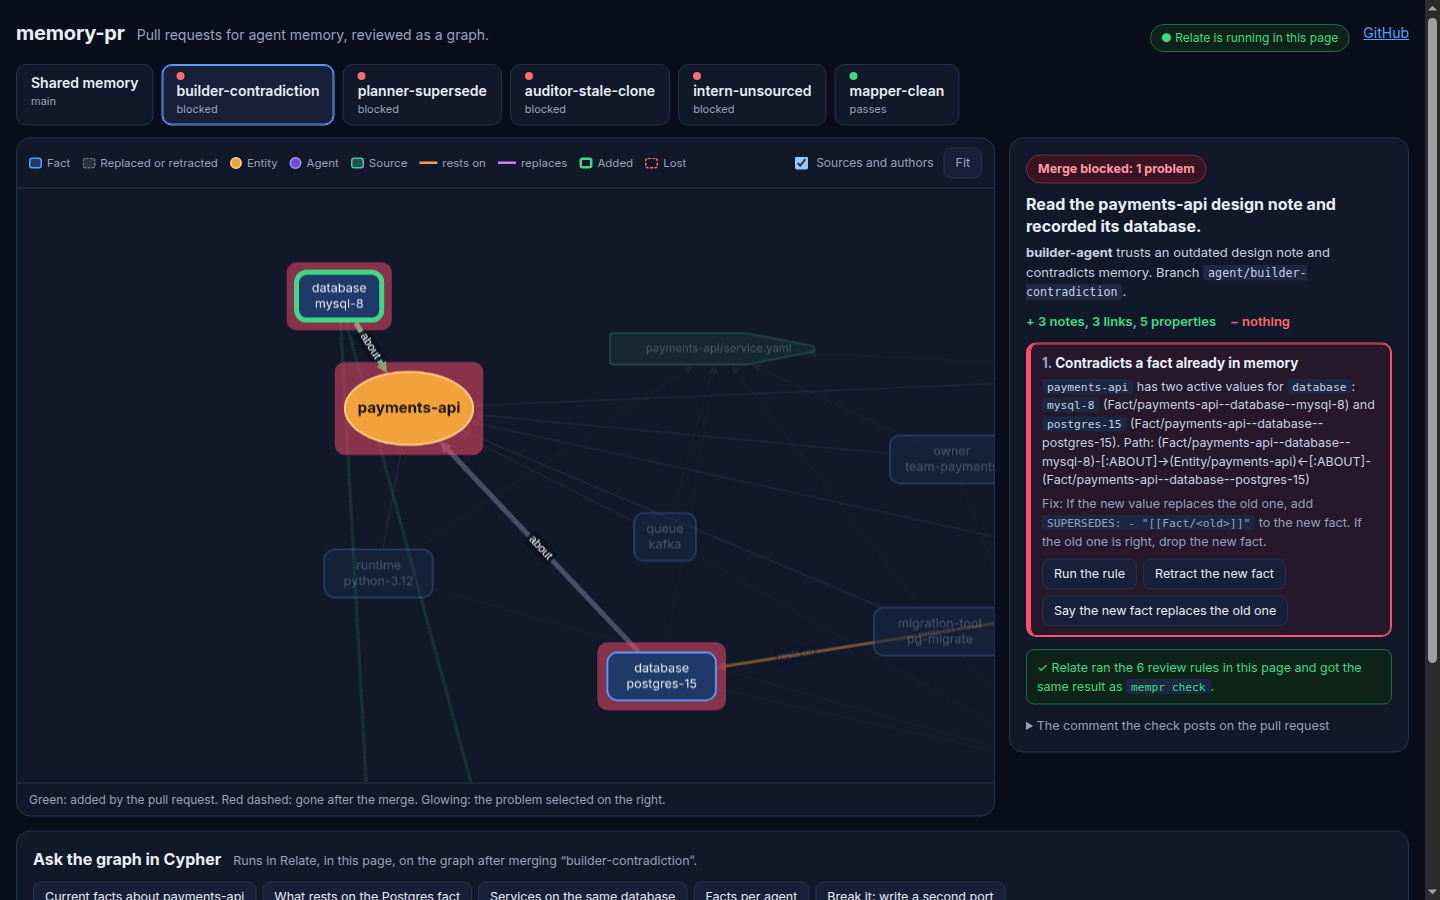 memory-pr Pull requests for agent memory, reviewed as a graph.
Relate is running in this page GitHub
Shared memory
main
builder-contradiction
blocked
planner-supersede
blocked
auditor-stale-clone
blocked
intern-unsourced
blocked
mapper-clean
passes
Fact Replaced or retracted Entity Agent Source rests on replaces Added Lost Sources and authors Fit
database
mysql-8
about
payments-api
payments-api/service.yaml
owner
team-payments
queue
kafka
about
runtime
python-3.12
migration-tool
pg-migrate
rests on
rests on
database
postgres-15
Green: added by the pull request. Red dashed: gone after the merge. Glowing: the problem selected on the right.
Merge blocked: 1 problem
Read the payments-api design note and
recorded its database.
builder-agent trusts an outdated design note and
contradicts memory. Branch agent/builder-
contradiction .
+ 3 notes, 3 links, 5 properties − nothing
1. Contradicts a fact already in memory
payments-api has two active values for database :
mysql-8 (Fact/payments-api--database--mysql-8) and
postgres-15 (Fact/payments-api--database--
postgres-15). Path: (Fact/payments-api--database--
mysql-8)-[:ABOUT]→(Entity/payments-api)←[:ABOUT]-
(Fact/payments-api--database--postgres-15)
Fix: If the new value replaces the old one, add
SUPERSEDES: - "[[Fact/<old>]]" to the new fact. If
the old one is right, drop the new fact.
Run the rule Retract the new fact
Say the new fact replaces the old one
✓ Relate ran the 6 review rules in this page and got the
same result as mempr check .
▶ The comment the check posts on the pull request
Ask the graph in Cypher Runs in Relate, in this page, on the graph after merging “builder-contradiction”.
Current facts about payments-api What rests on the Postgres fact Services on the same database Facts per agent Break it: write a second port